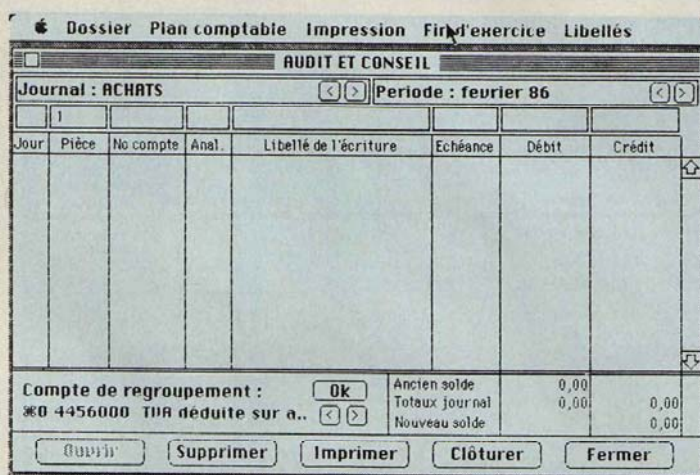 Dossier Plan comptable Impression Fin d'exercice Libellés
AUDIT ET CONSEIL
Journal : ACHATS < > Periode : fevrier 86 < >
1
Jour Pièce No compte Anal. Libellé de l'écriture Echéance Débit Crédit
Compte de regroupement : Ok
⌘0 4456000 TVA déduite sur a.. < >
Ancien solde 0,00
Totaux journal 0,00 0,00
Nouveau solde 0,00
Ouvrir Supprimer Imprimer Clôturer Fermer